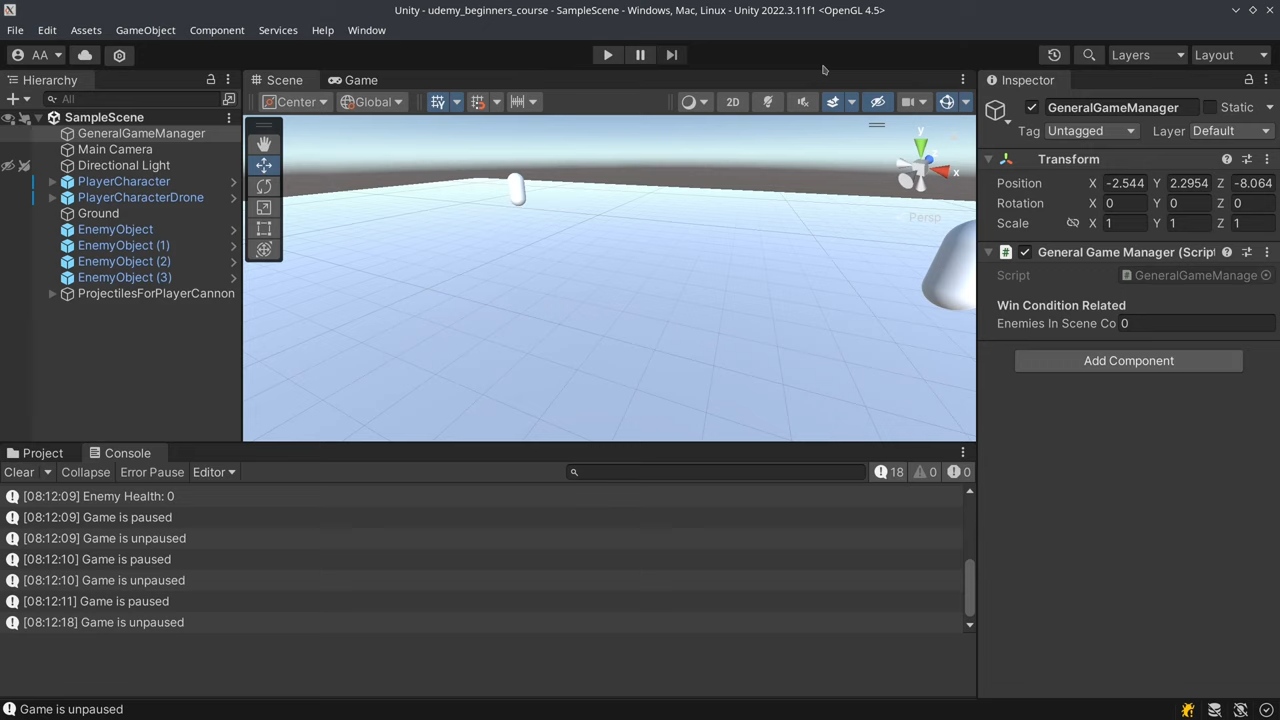 Unity - udemy_beginners_course - SampleScene - Windows, Mac, Linux - Unity 2022.3.11f1 <OpenGL 4.5>
File Edit Assets GameObject Component Services Help Window
AA Layers Layout
Hierarchy Scene Game Inspector
All Center Global 2D GeneralGameManager Static
SampleScene
GeneralGameManager Tag Untagged Layer Default
Main Camera
Directional Light Transform
PlayerCharacter Position X -2.544 Y 2.2954 Z -8.064
PlayerCharacterDrone Rotation X 0 Y 0 Z 0
Ground Persp Scale X 1 Y 1 Z 1
EnemyObject
EnemyObject (1) General Game Manager (Script
EnemyObject (2)
EnemyObject (3) Script GeneralGameManage
ProjectilesForPlayerCannon
Win Condition Related
Enemies In Scene Co 0
Add Component
y
x
Project Console
Clear Collapse Error Pause Editor 18 0 0
[08:12:09] Enemy Health: 0
[08:12:09] Game is paused
[08:12:09] Game is unpaused
[08:12:10] Game is paused
[08:12:10] Game is unpaused
[08:12:11] Game is paused
[08:12:18] Game is unpaused
Game is unpaused